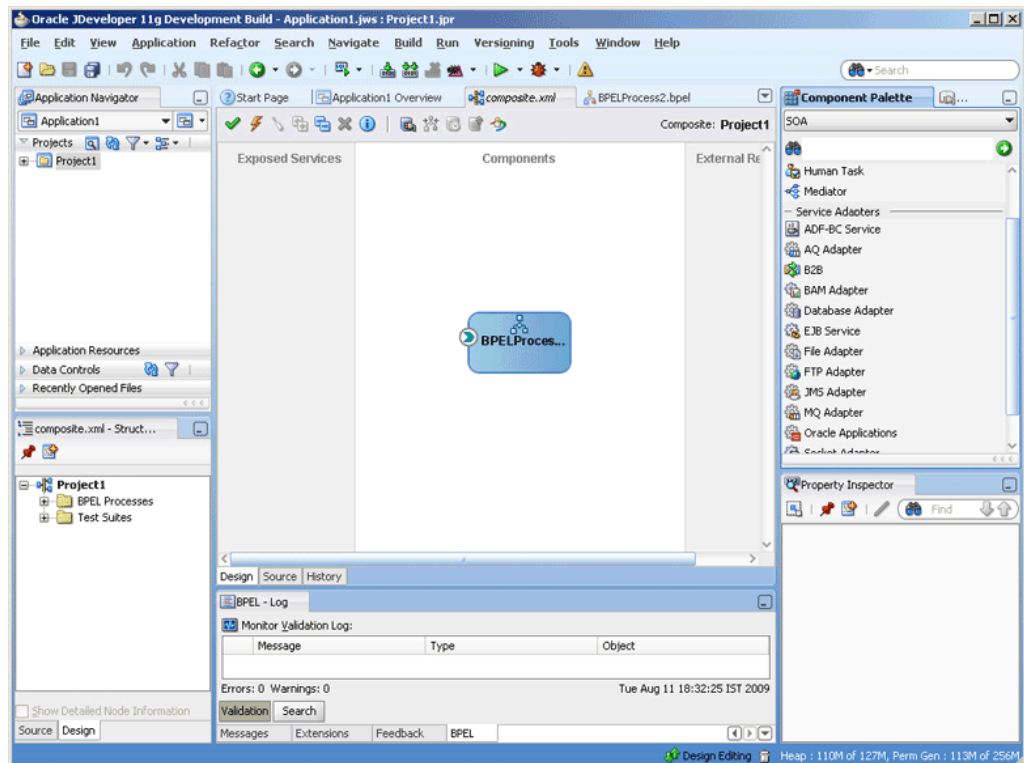 Oracle JDeveloper 11g Development Build - Application1.jws : Project1.jpr
File Edit View Application Refactor Search Navigate Build Run Versioning Tools Window Help
Search
Application Navigator
Application1
Projects
Project1
Application Resources
Data Controls
Recently Opened Files
composite.xml - Struct...
Project1
BPEL Processes
Test Suites
Show Detailed Node Information
Source Design
Start Page Application1 Overview composite.xml BPELProcess2.bpel
Composite: Project1
Exposed Services Components External Re
BPELProces...
Design Source History
BPEL - Log
Monitor Validation Log:
Message Type Object
Errors: 0 Warnings: 0 Tue Aug 11 18:32:25 IST 2009
Validation Search
Messages Extensions Feedback BPEL
Component Palette ...
SOA
Human Task
Mediator
Service Adapters
ADF-BC Service
AQ Adapter
B2B
BAM Adapter
Database Adapter
EJB Service
File Adapter
FTP Adapter
JMS Adapter
MQ Adapter
Oracle Applications
Socket Adapter
Property Inspector
Find
Design Editing Heap : 110M of 127M, Perm Gen : 113M of 256M